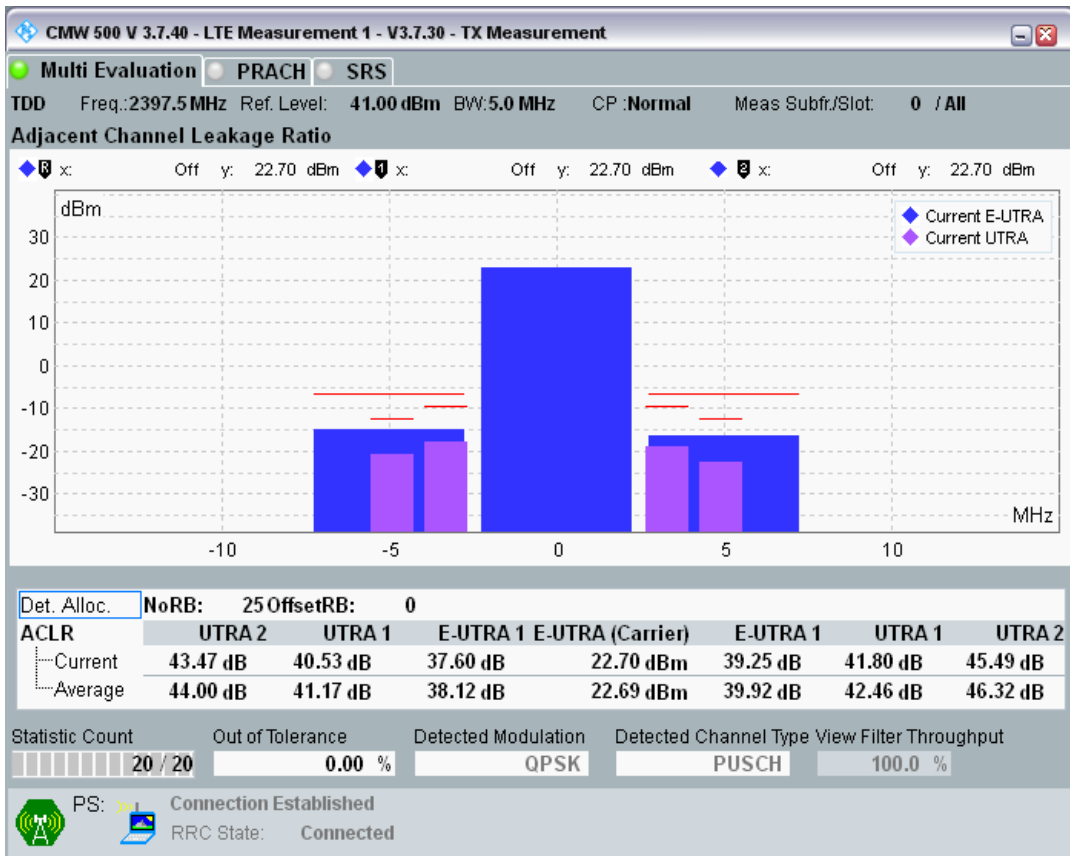 CMW 500 V 3.7.40 - LTE Measurement 1 - V3.7.30 - TX Measurement
Multi Evaluation PRACH SRS
TDD Freq.:2397.5 MHz Ref. Level: 41.00 dBm BW:5.0 MHz CP :Normal Meas Subfr./Slot: 0 / All
Adjacent Channel Leakage Ratio
R x: Off y: 22.70 dBm 1 x: Off y: 22.70 dBm 2 x: Off y: 22.70 dBm
dBm
Current E-UTRA
Current UTRA
30
20
10
0
-10
-20
-30
MHz
-10 -5 0 5 10
Det. Alloc. NoRB: 25 OffsetRB: 0
ACLR UTRA 2 UTRA 1 E-UTRA 1 E-UTRA (Carrier) E-UTRA 1 UTRA 1 UTRA 2
Current 43.47 dB 40.53 dB 37.60 dB 22.70 dBm 39.25 dB 41.80 dB 45.49 dB
Average 44.00 dB 41.17 dB 38.12 dB 22.69 dBm 39.92 dB 42.46 dB 46.32 dB
Statistic Count Out of Tolerance Detected Modulation Detected Channel Type View Filter Throughput
20 / 20 0.00 % QPSK PUSCH 100.0 %
PS: Connection Established
RRC State: Connected